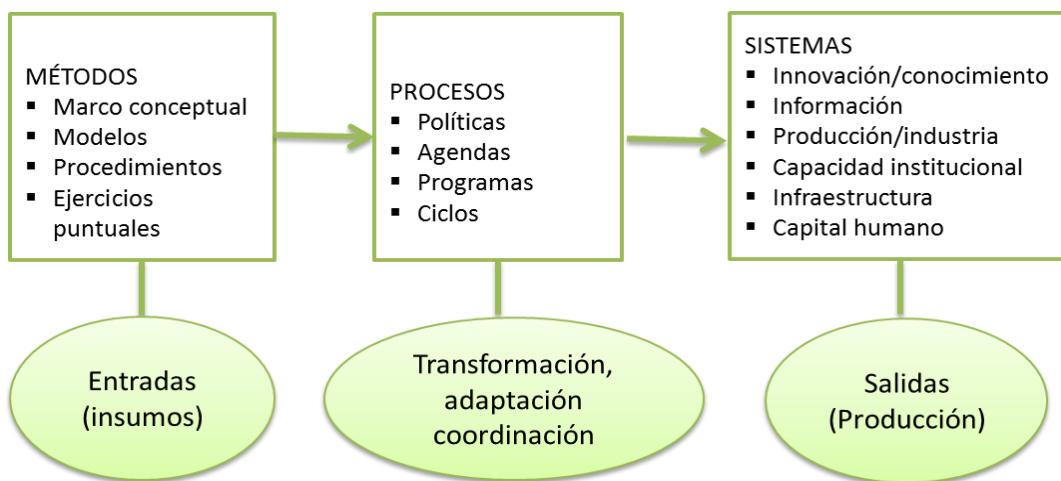 MÉTODOS
▪ Marco conceptual
▪ Modelos
▪ Procedimientos
▪ Ejercicios
puntuales
PROCESOS
▪ Políticas
▪ Agendas
▪ Programas
▪ Ciclos
SISTEMAS
▪ Innovación/conocimiento
▪ Información
▪ Producción/industria
▪ Capacidad institucional
▪ Infraestructura
▪ Capital humano
Entradas
(insumos)
Transformación,
adaptación
coordinación
Salidas
(Producción)